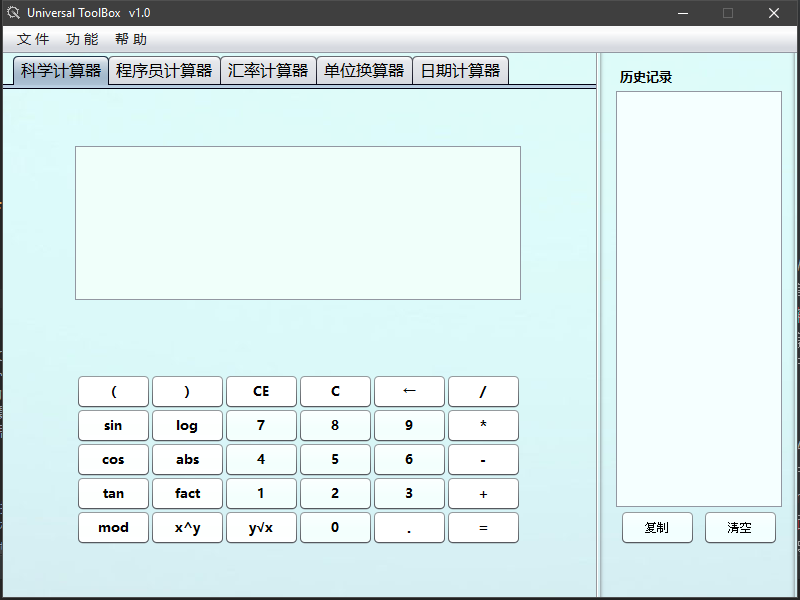 Universal ToolBox v1.0
文件 功能 帮助
科学计算器 程序员计算器 汇率计算器 单位换算器 日期计算器
历史记录
( ) CE C ← /
sin log 7 8 9 *
cos abs 4 5 6 -
tan fact 1 2 3 +
mod x^y y√x 0 . =
复制 清空